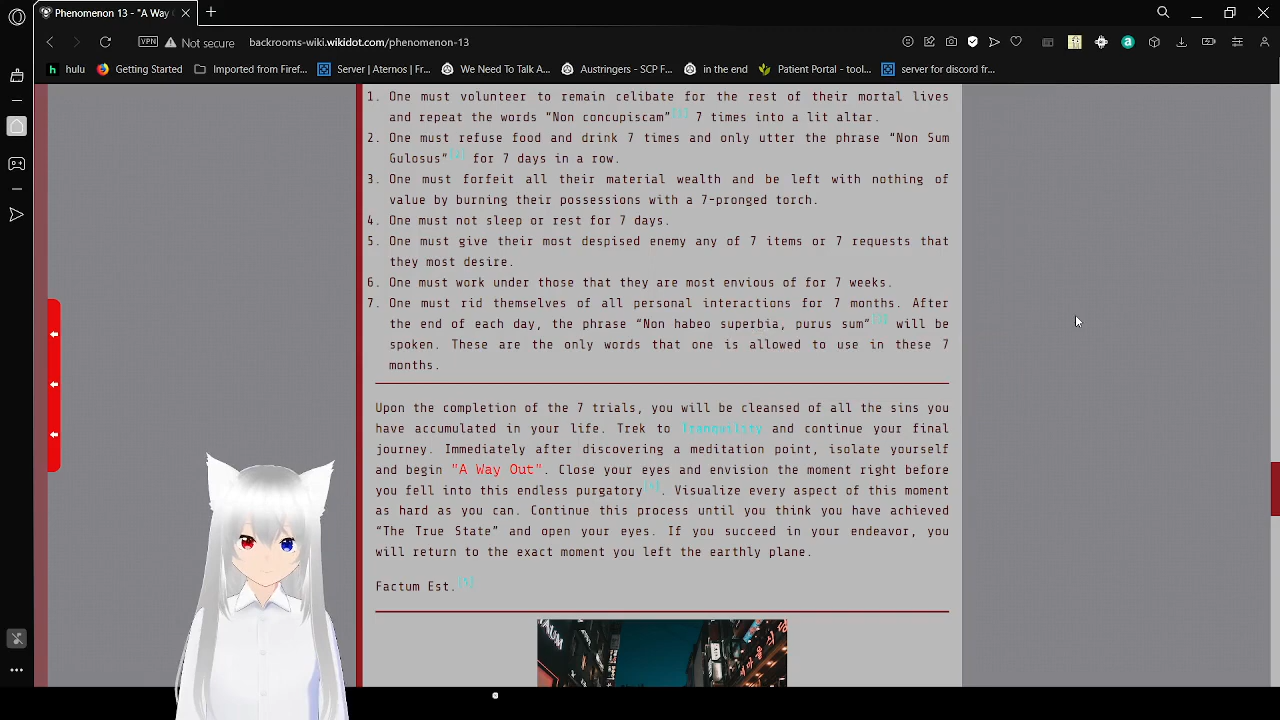 Phenomenon 13 - "A Way
VPN Not secure backrooms-wiki.wikidot.com/phenomenon-13
hulu Getting Started Imported from Firef... Server | Aternos | Fr... We Need To Talk A... Austringers - SCP F... in the end Patient Portal - tool... server for discord fr...
1. One must volunteer to remain celibate for the rest of their mortal lives
and repeat the words “Non concupiscam”[1] 7 times into a lit altar.
2. One must refuse food and drink 7 times and only utter the phrase “Non Sum
Gulosus”[2] for 7 days in a row.
3. One must forfeit all their material wealth and be left with nothing of
value by burning their possessions with a 7-pronged torch.
4. One must not sleep or rest for 7 days.
5. One must give their most despised enemy any of 7 items or 7 requests that
they most desire.
6. One must work under those that they are most envious of for 7 weeks.
7. One must rid themselves of all personal interactions for 7 months. After
the end of each day, the phrase “Non habeo superbia, purus sum”[3] will be
spoken. These are the only words that one is allowed to use in these 7
months.
Upon the completion of the 7 trials, you will be cleansed of all the sins you
have accumulated in your life. Trek to Tranquility and continue your final
journey. Immediately after discovering a meditation point, isolate yourself
and begin "A Way Out". Close your eyes and envision the moment right before
you fell into this endless purgatory[4]. Visualize every aspect of this moment
as hard as you can. Continue this process until you think you have achieved
“The True State” and open your eyes. If you succeed in your endeavor, you
will return to the exact moment you left the earthly plane.
Factum Est.[5]